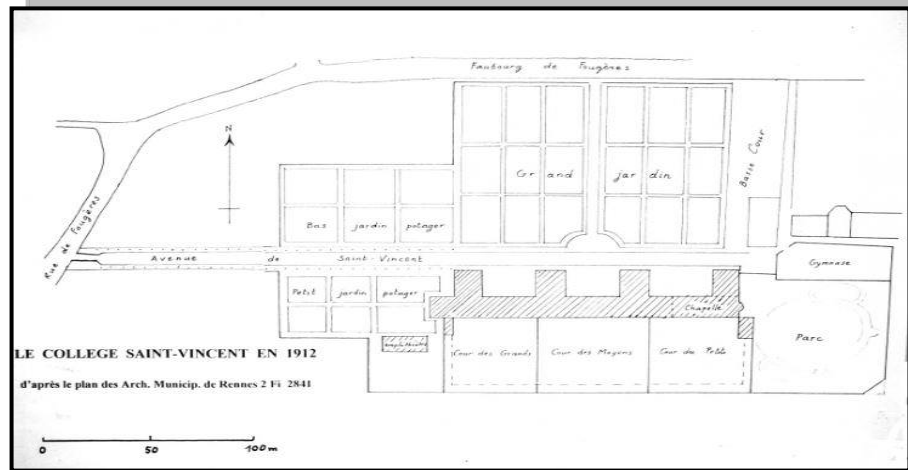 Faubourg de Fougères
N
Grand jardin
Basse Cour
Bas jardin potager
Rue de Fougères
Avenue de Saint-Vincent
Gymnase
Petit jardin potager
Chapelle
Parc
LE COLLEGE SAINT-VINCENT EN 1912
Cour des Grands
Cour des Moyens
Cour des Petits
d'après le plan des Arch. Municip. de Rennes 2 Fi 2841
0 50 100 m